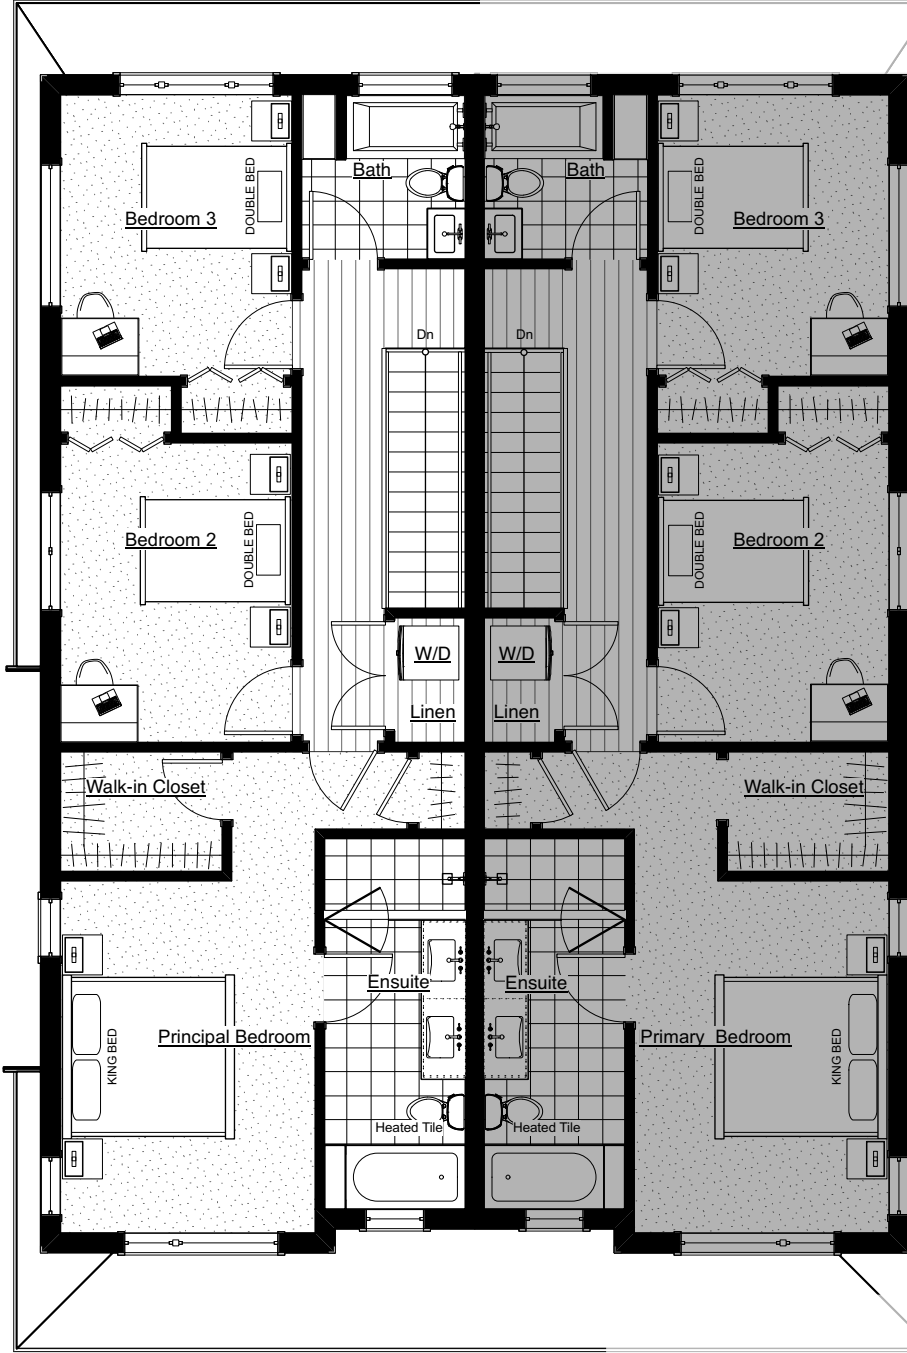 Bath
Bath
DOUBLE BED
DOUBLE BED
Bedroom 3
Bedroom 3
Dn
Dn
Bedroom 2
DOUBLE BED
DOUBLE BED
Bedroom 2
W/D
W/D
Linen
Linen
Walk-in Closet
Walk-in Closet
Ensuite
Ensuite
Principal Bedroom
Primary Bedroom
KING BED
KING BED
Heated Tile
Heated Tile